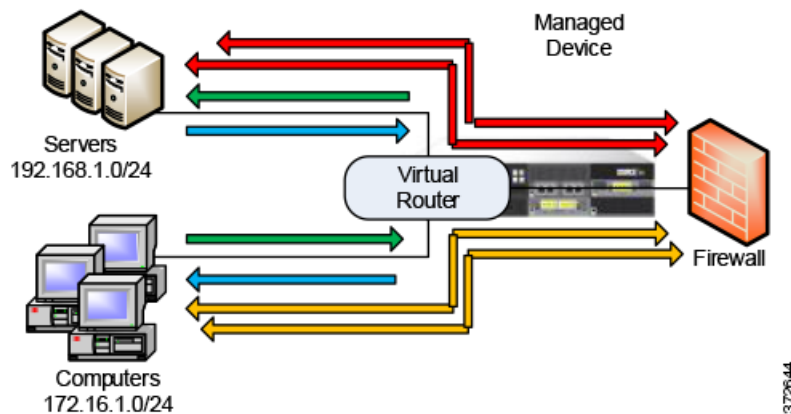 Managed
Device
Servers
192.168.1.0/24
Virtual
Router
Firewall
Computers
172.16.1.0/24
372644